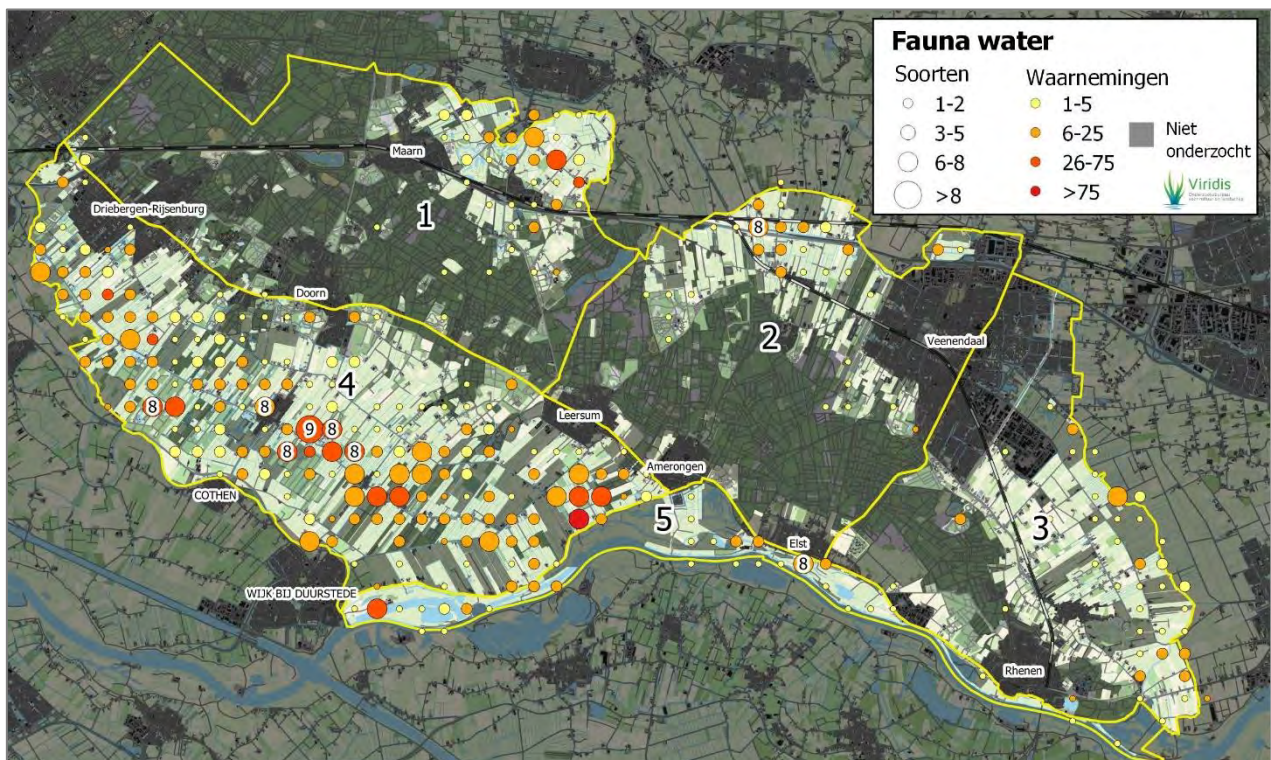 Fauna water
Soorten
Waarnemingen
1-2
1-5
3-5
6-25
6-8
26-75
>8
>75
Niet
onderzocht
Viridis
Maarn
1
Driebergen-Rijsenburg
8
Doorn
2
Veenendaal
4
8
8
Leersum
9
8
8
8
Amerongen
COTHEN
5
3
Elst
8
WIJK BIJ DUURSTEDE
Rhenen